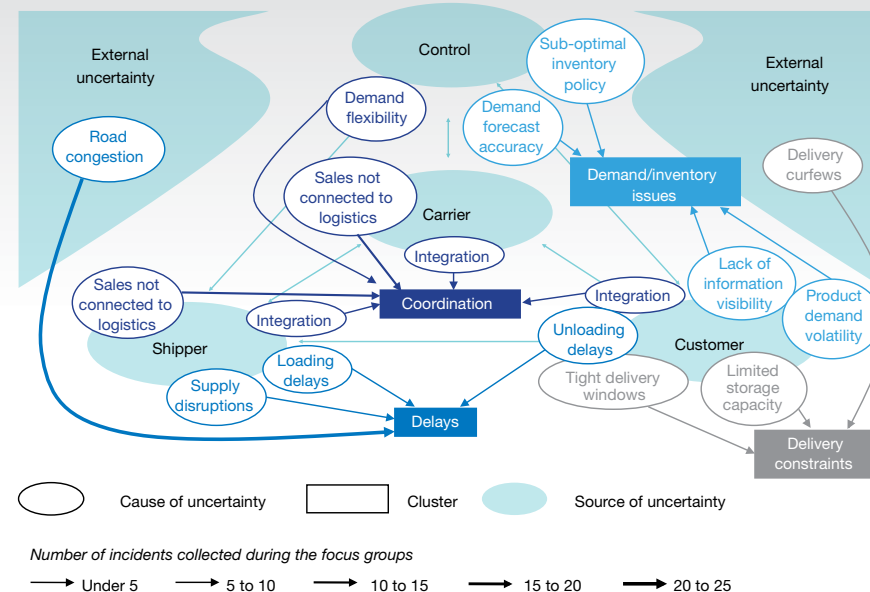 External
uncertainty
Control
Sub-optimal
inventory
policy
External
uncertainty
Road
congestion
Demand
flexibility
Demand
forecast
accuracy
Delivery
curfews
Sales not
connected to
logistics
Carrier
Demand/inventory
issues
Integration
Sales not
connected to
logistics
Integration
Coordination
Integration
Lack of
information
visibility
Product
demand
volatility
Shipper
Loading
delays
Unloading
delays
Customer
Supply
disruptions
Tight delivery
windows
Limited
storage
capacity
Delays
Delivery
constraints
Cause of uncertainty
Cluster
Source of uncertainty
Number of incidents collected during the focus groups
Under 5
5 to 10
10 to 15
15 to 20
20 to 25